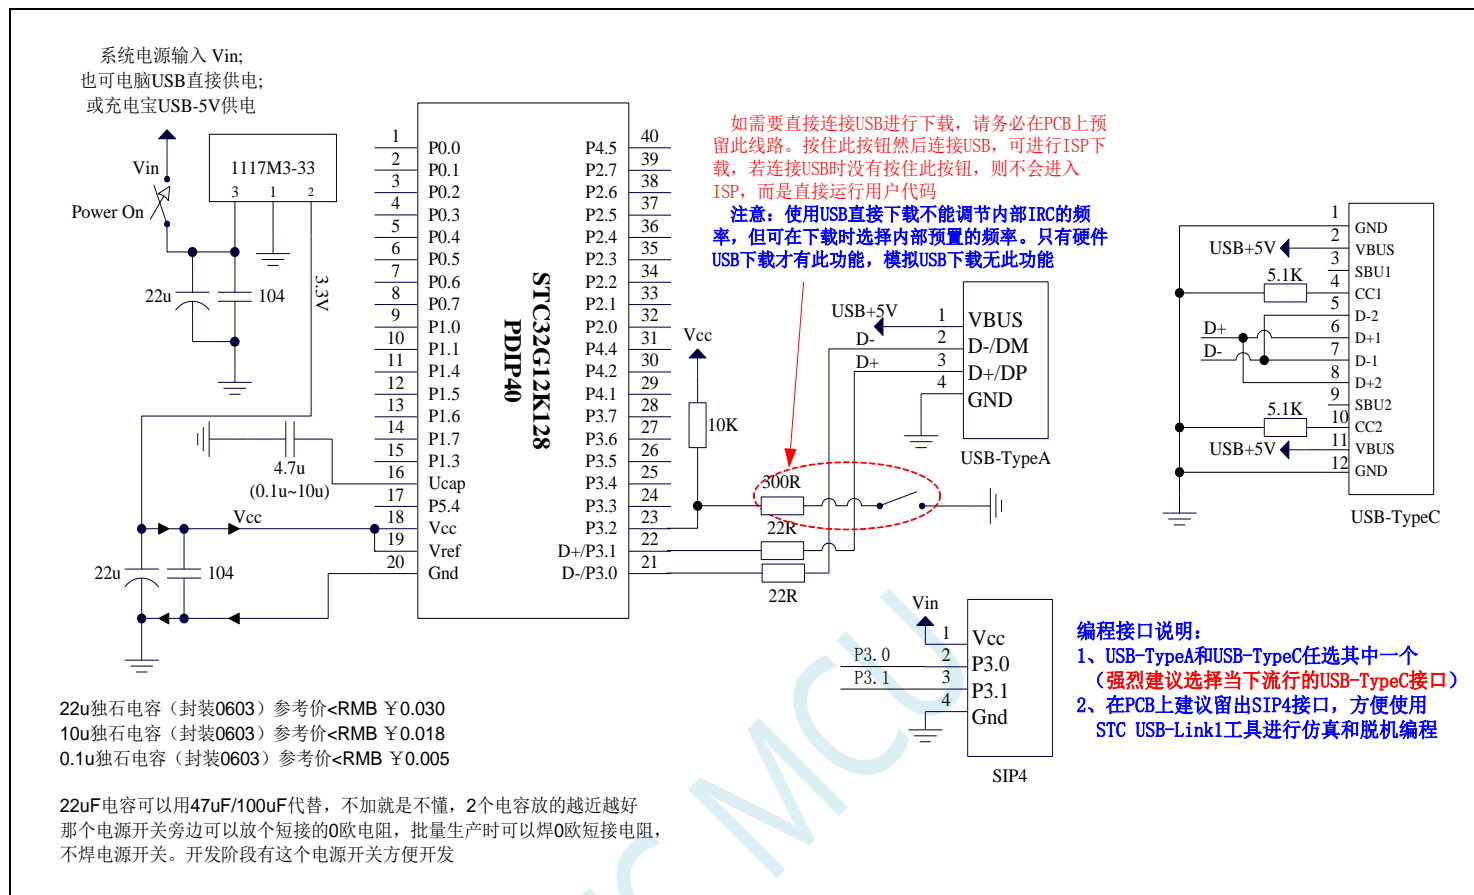 系统电源输入 Vin;
也可电脑USB直接供电;
或充电宝USB-5V供电
Vin
Power On
1117M3-33
3 1 2
22u
104
3.3V
4.7u
(0.1u~10u)
Vcc
22u
104
STC32G12K128
PDIP40
1 P0.0
2 P0.1
3 P0.2
4 P0.3
5 P0.4
6 P0.5
7 P0.6
8 P0.7
9 P1.0
10 P1.1
11 P1.4
12 P1.5
13 P1.6
14 P1.7
15 P1.3
16 Ucap
17 P5.4
18 Vcc
19 Vref
20 Gnd
40 P4.5
39 P2.7
38 P2.6
37 P2.5
36 P2.4
35 P2.3
34 P2.2
33 P2.1
32 P2.0
31 P4.4
30 P4.2
29 P4.1
28 P3.7
27 P3.6
26 P3.5
25 P3.4
24 P3.3
23 P3.2
22 D+/P3.1
21 D-/P3.0
如需要直接连接USB进行下载，请务必在PCB上预
留此线路。按住此按钮然后连接USB，可进行ISP下
载，若连接USB时没有按住此按钮，则不会进入
ISP，而是直接运行用户代码
注意：使用USB直接下载不能调节内部IRC的频
率，但可在下载时选择内部预置的频率。只有硬件
USB下载才有此功能，模拟USB下载无此功能
Vcc
10K
300R
22R
22R
USB+5V
D-
D+
1 VBUS
2 D-/DM
3 D+/DP
4 GND
USB-TypeA
USB+5V
5.1K
D+
D-
5.1K
USB+5V
1 GND
2 VBUS
3 SBU1
4 CC1
5 D-2
6 D+1
7 D-1
8 D+2
9 SBU2
10 CC2
11 VBUS
12 GND
USB-TypeC
Vin
P3.0
P3.1
1 Vcc
2 P3.0
3 P3.1
4 Gnd
SIP4
编程接口说明：
1、USB-TypeA和USB-TypeC任选其中一个
（强烈建议选择当下流行的USB-TypeC接口）
2、在PCB上建议留出SIP4接口，方便使用
STC USB-Link1工具进行仿真和脱机编程
22u独石电容（封装0603）参考价<RMB ￥0.030
10u独石电容（封装0603）参考价<RMB ￥0.018
0.1u独石电容（封装0603）参考价<RMB ￥0.005
22uF电容可以用47uF/100uF代替，不加就是不懂，2个电容放的越近越好
那个电源开关旁边可以放个短接的0欧电阻，批量生产时可以焊0欧短接电阻，
不焊电源开关。开发阶段有这个电源开关方便开发
C MCU